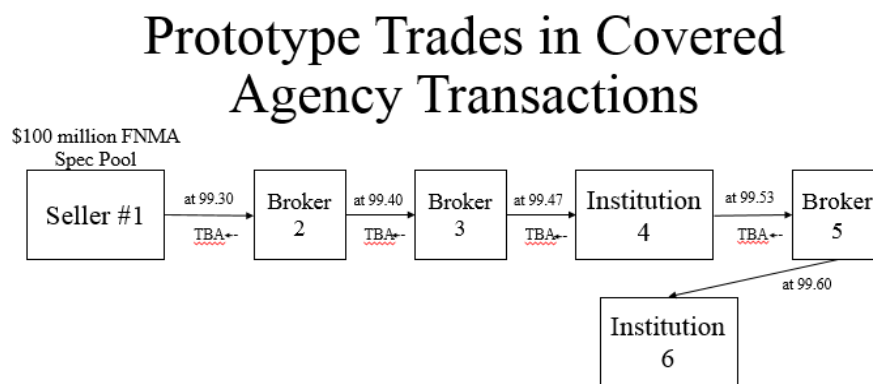 Prototype Trades in Covered
Agency Transactions
$100 million FNMA
Spec Pool
Seller #1
at 99.30
TBA
Broker
2
at 99.40
TBA
Broker
3
at 99.47
TBA
Institution
4
at 99.53
TBA
Broker
5
at 99.60
Institution
6